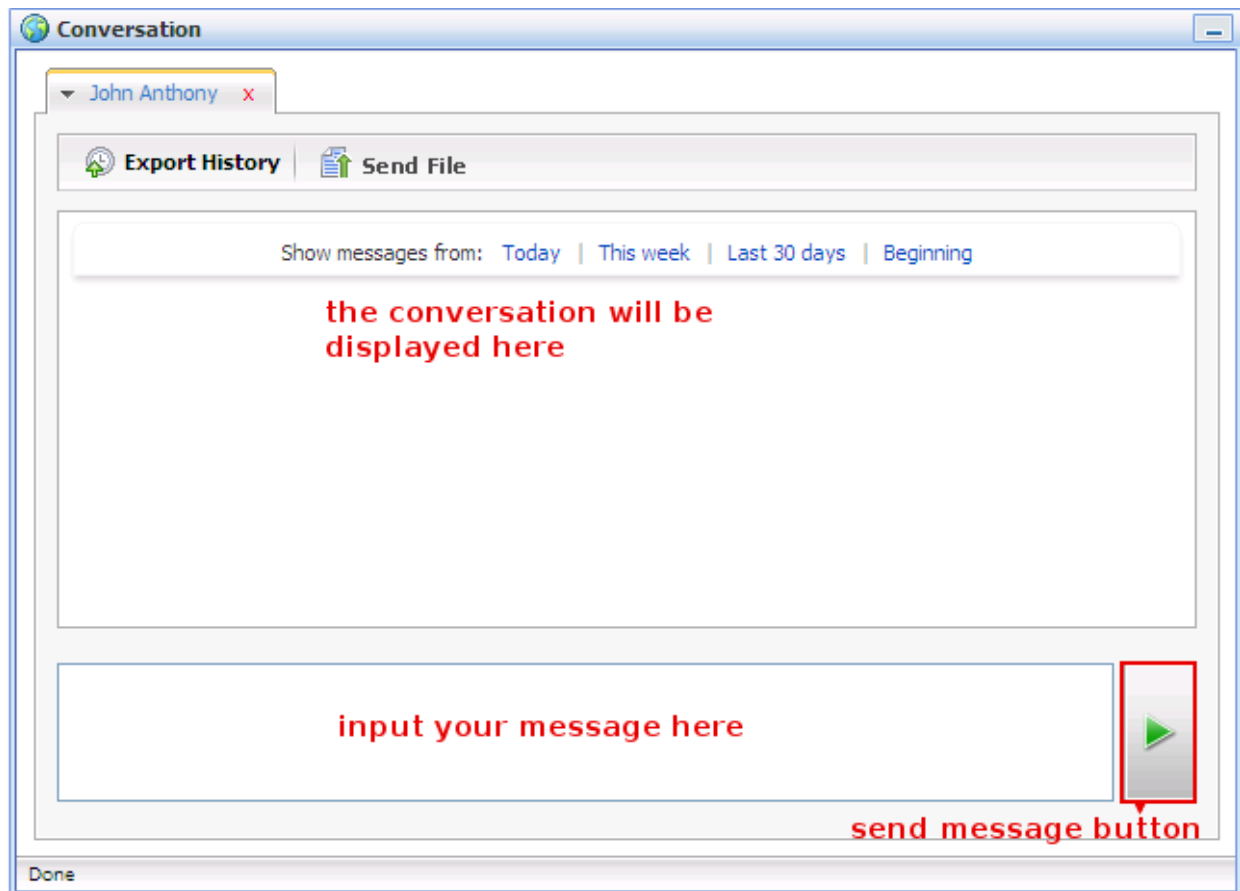 Conversation
John Anthony x
Export History Send File
Show messages from: Today | This week | Last 30 days | Beginning
the conversation will be
displayed here
input your message here
send message button
Done